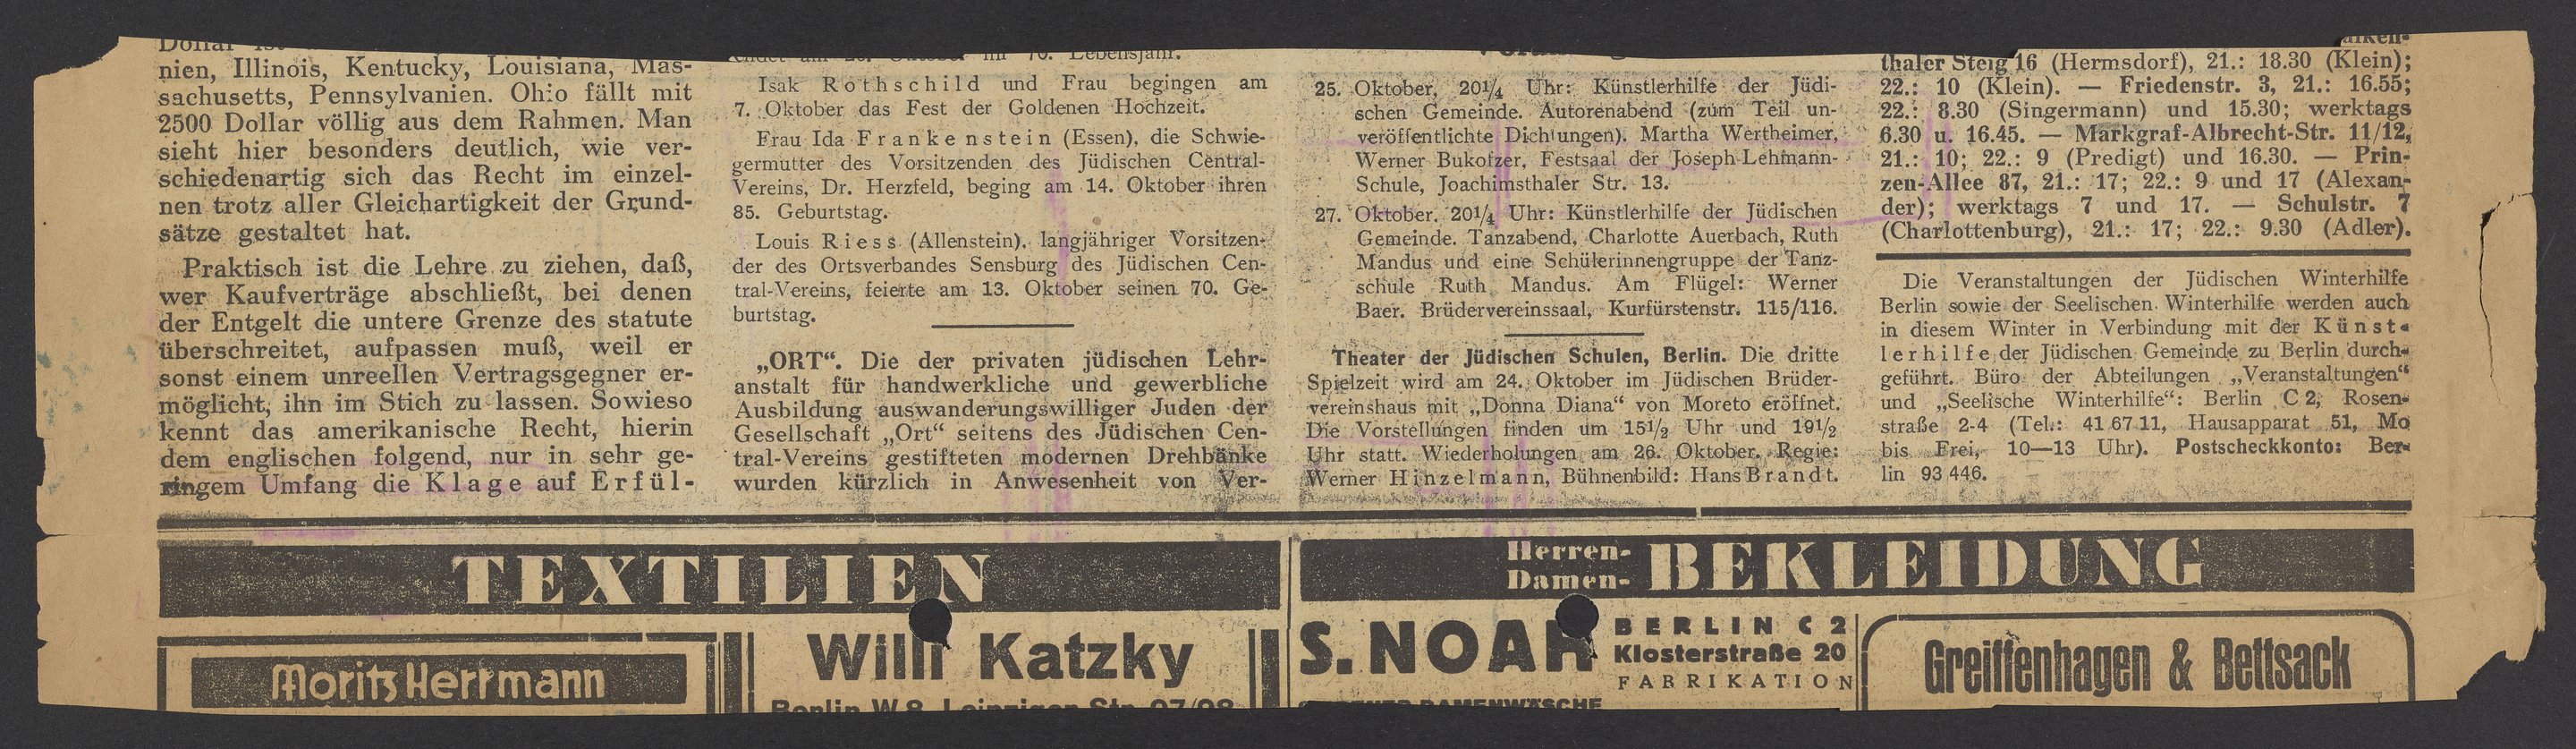 Dollar ist
nien, Illinois, Kentucky, Louisiana, Mas-
sachusetts, Pennsylvanien. Ohio fällt mit
2500 Dollar völlig aus dem Rahmen. Man
sieht hier besonders deutlich, wie ver-
schiedenartig sich das Recht im einzel-
nen trotz aller Gleichartigkeit der Grund-
sätze gestaltet hat.
Praktisch ist die Lehre zu ziehen, daß,
wer Kaufverträge abschließt, bei denen
der Entgelt die untere Grenze des statute
überschreitet, aufpassen muß, weil er
sonst einem unreellen Vertragsgegner er-
möglicht, ihn im Stich zu lassen. Sowieso
kennt das amerikanische Recht, hierin
dem englischen folgend, nur in sehr ge-
ringem Umfang die Klage auf Erfül-
im 70. Lebensjahr.
Isak Rothschild und Frau begingen am
7. Oktober das Fest der Goldenen Hochzeit.
Frau Ida Frankenstein (Essen), die Schwie-
germutter des Vorsitzenden des Jüdischen Central-
Vereins, Dr. Herzfeld, beging am 14. Oktober ihren
85. Geburtstag.
Louis Riess (Allenstein), langjähriger Vorsitzen-
der des Ortsverbandes Sensburg des Jüdischen Cen-
tral-Vereins, feierte am 13. Oktober seinen 70. Ge-
burtstag.
„ORT“. Die der privaten jüdischen Lehr-
anstalt für handwerkliche und gewerbliche
Ausbildung auswanderungswilliger Juden der
Gesellschaft „Ort“ seitens des Jüdischen Cen-
tral-Vereins gestifteten modernen Drehbänke
wurden kürzlich in Anwesenheit von Ver-
25. Oktober, 20¼ Uhr: Künstlerhilfe der Jüdi-
schen Gemeinde. Autorenabend (zum Teil un-
veröffentlichte Dichtungen). Martha Wertheimer,
Werner Bukofzer, Festsaal der Joseph-Lehmann-
Schule, Joachimsthaler Str. 13.
27. Oktober. 20¼ Uhr: Künstlerhilfe der Jüdischen
Gemeinde. Tanzabend, Charlotte Auerbach, Ruth
Mandus und eine Schülerinnengruppe der Tanz-
schule Ruth Mandus. Am Flügel: Werner
Baer. Brüdervereinssaal, Kurfürstenstr. 115/116.
Theater der Jüdischen Schulen, Berlin. Die dritte
Spielzeit wird am 24. Oktober im Jüdischen Brüder-
vereinshaus mit „Donna Diana“ von Moreto eröffnet.
Die Vorstellungen finden um 15½ Uhr und 19½
Uhr statt. Wiederholungen am 26. Oktober. Regie:
Werner Hinzelmann, Bühnenbild: Hans Brandt.
thaler Steig 16 (Hermsdorf), 21.: 18.30 (Klein);
22.: 10 (Klein). — Friedenstr. 3, 21.: 16.55;
22.: 8.30 (Singermann) und 15.30; werktags
6.30 u. 16.45. — Markgraf-Albrecht-Str. 11/12,
21.: 10; 22.: 9 (Predigt) und 16.30. — Prin-
zen-Allee 87, 21.: 17; 22.: 9 und 17 (Alexan-
der); werktags 7 und 17. — Schulstr. 7
(Charlottenburg), 21.: 17; 22.: 9.30 (Adler).
Die Veranstaltungen der Jüdischen Winterhilfe
Berlin sowie der Seelischen Winterhilfe werden auch
in diesem Winter in Verbindung mit der Künst-
lerhilfe der Jüdischen Gemeinde zu Berlin durch-
geführt. Büro der Abteilungen „Veranstaltungen“
und „Seelische Winterhilfe“: Berlin C 2, Rosen-
straße 2-4 (Tel.: 41 67 11, Hausapparat 51, Mo
bis Frei, 10—13 Uhr). Postscheckkonto: Ber-
lin 93 446.
TEXTILIEN
Herren-
Damen-
BEKLEIDUNG
Moritz Herrmann
Willi Katzky
Berlin W 8, Leipziger Str. 97/98
S. NOAH
BERLIN C 2
Klosterstraße 20
FABRIKATION
DAMENWÄSCHE
Greiffenhagen & Bettsack